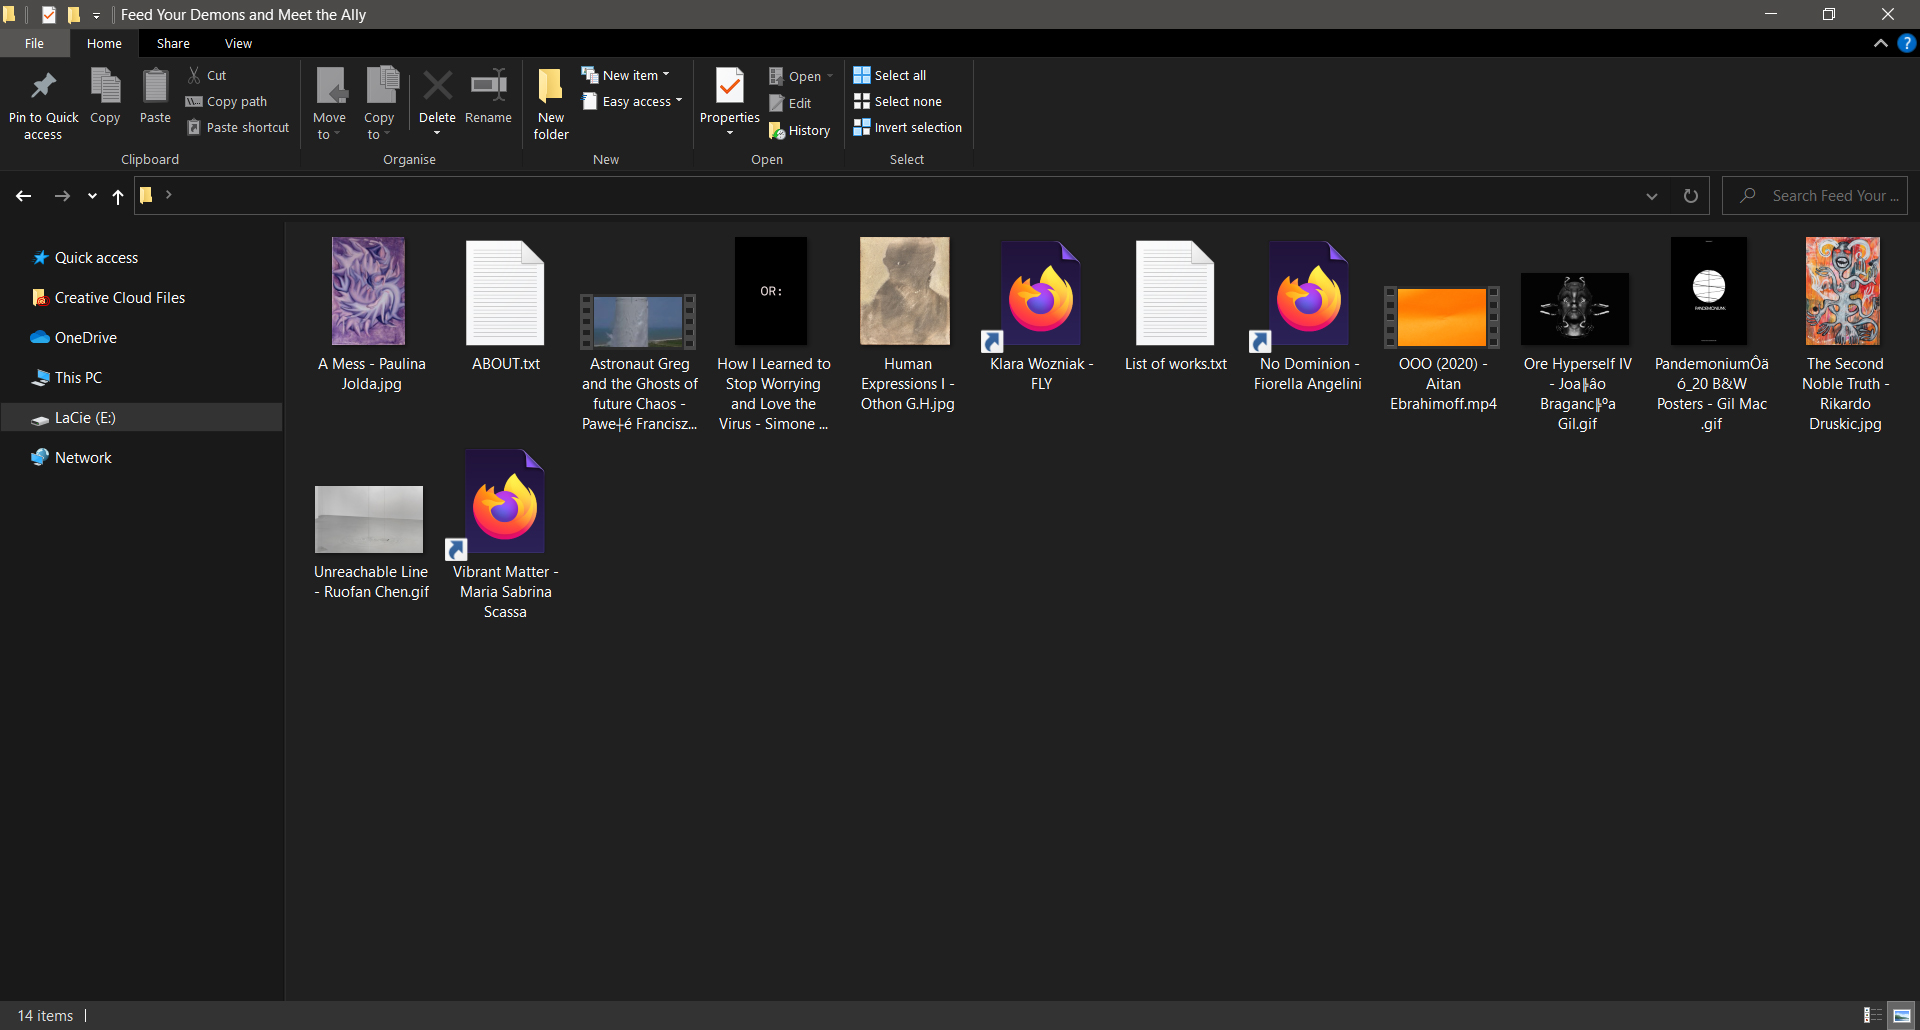 Feed Your Demons and Meet the Ally
File Home Share View
Pin to Quick access
Copy
Paste
Cut
Copy path
Paste shortcut
Clipboard
Move to
Copy to
Delete
Rename
Organise
New folder
New item
Easy access
New
Properties
Open
Edit
History
Open
Select all
Select none
Invert selection
Select
Search Feed Your ...
Quick access
Creative Cloud Files
OneDrive
This PC
LaCie (E:)
Network
A Mess - Paulina
Jolda.jpg
ABOUT.txt
Astronaut Greg
and the Ghosts of
future Chaos -
Pawe┼é Francisz...
OR:
How I Learned to
Stop Worrying
and Love the
Virus - Simone ...
Human
Expressions I -
Othon G.H.jpg
Klara Wozniak -
FLY
List of works.txt
No Dominion -
Fiorella Angelini
OOO (2020) -
Aitan
Ebrahimoff.mp4
Ore Hyperself IV
- Joa╠âo
Braganc╠ºa
Gil.gif
PANDEMONIUM.
PandemoniumÔä
ó_20 B&W
Posters - Gil Mac
.gif
The Second
Noble Truth -
Rikardo
Druskic.jpg
Unreachable Line
- Ruofan Chen.gif
Vibrant Matter -
Maria Sabrina
Scassa
14 items